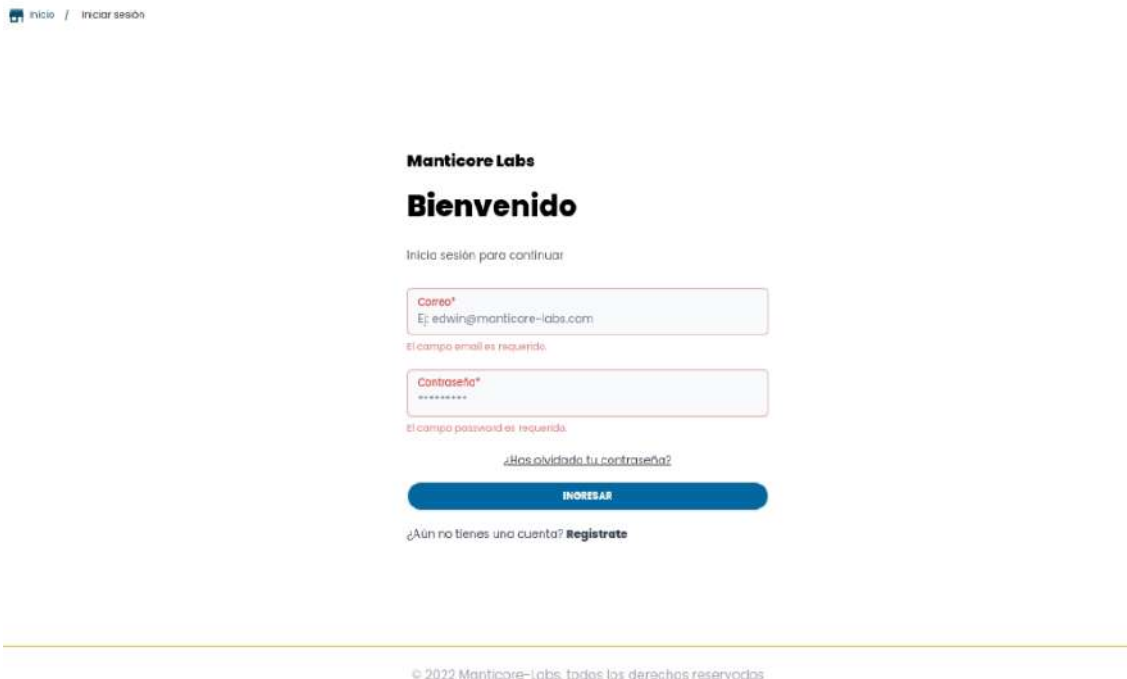 Inicio / Iniciar sesión
Manticore Labs
Bienvenido
Inicia sesión para continuar
Correo*
Ej: edwin@manticore-labs.com
El campo email es requerido.
Contraseña*
*********
El campo password es requerido.
¿Has olvidado tu contraseña?
INGRESAR
¿Aún no tienes una cuenta? Registrate
© 2022 Manticore-Labs, todos los derechos reservados